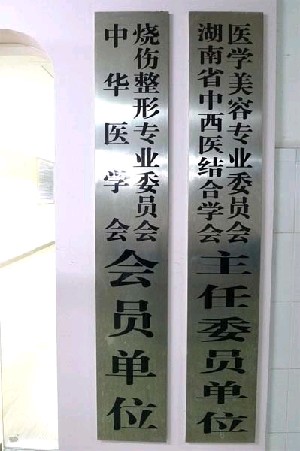 湖南省中西医结合学会
医学美容专业委员会
主任委员单位
中华医学会
烧伤整形专业委员会
会员单位